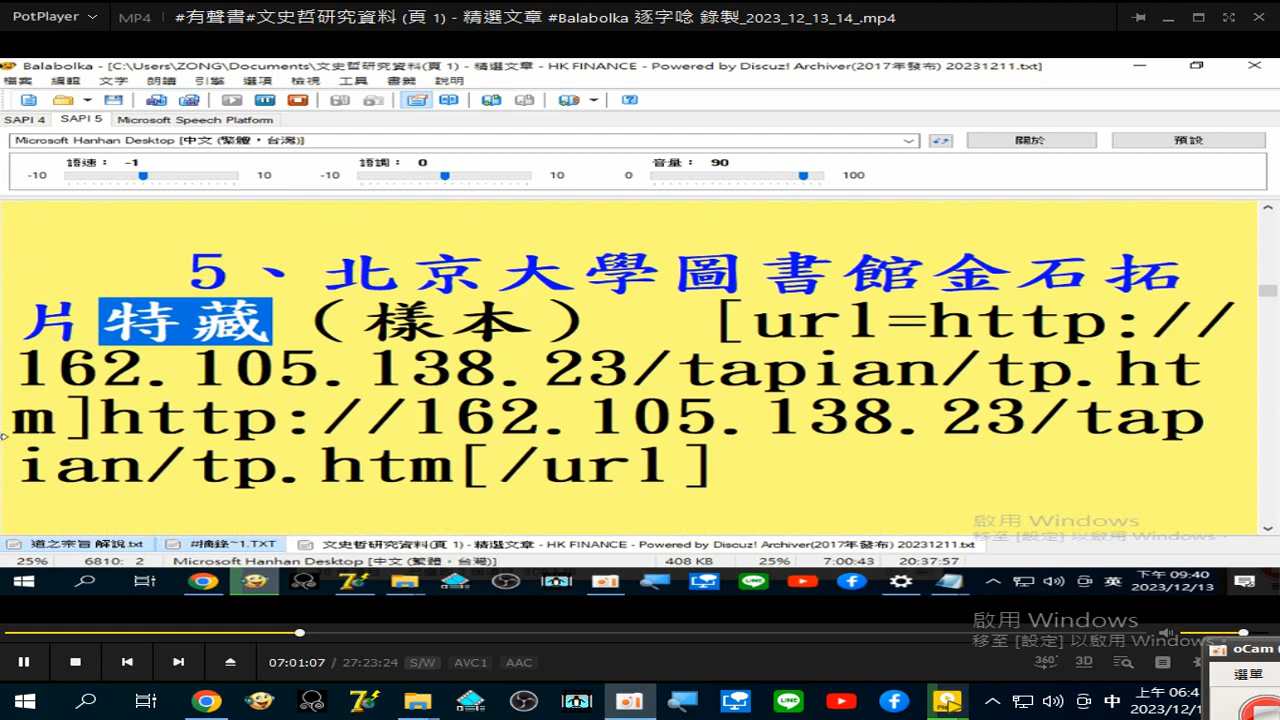 PotPlayer MP4 #有聲書#文史哲研究資料 (頁 1) - 精選文章 #Balabolka 逐字唸 錄製_2023_12_13_14_.mp4
Balabolka - [C:\Users\ZONG\Documents\文史哲研究資料(頁 1) - 精選文章 - HK FINANCE - Powered by Discuz! Archiver(2017年發布) 20231211.txt]
檔案 編輯 文字 朗讀 引擎 選項 檢視 工具 書籤 說明
SAPI 4 SAPI 5 Microsoft Speech Platform
Microsoft Hanhan Desktop [中文 (繁體，台灣)] 關於 預設
語速： -1 語調： 0 音量： 90
-10 10 -10 10 0 100
5、北京大學圖書館金石拓
片特藏（樣本） [url=http://
162.105.138.23/tapian/tp.ht
m]http://162.105.138.23/tap
ian/tp.htm[/url]
啟用 Windows
移至 [設定] 以啟用 Windows。
道之宗旨 解說.txt #摘錄~1.TXT 文史哲研究資料(頁 1) - 精選文章 - HK FINANCE - Powered by Discuz! Archiver(2017年發布) 20231211.txt
25% 6810: 2 Microsoft Hanhan Desktop [中文 (繁體，台灣)] 408 KB 25% 7:00:43 20:37:57
英 下午 09:40
2023/12/13
啟用 Windows
移至 [設定] 以啟用 Windows。
07:01:07 / 27:23:24 S/W AVC1 AAC 360° 3D
oCam
選單
中 上午 06:4
2023/12/1